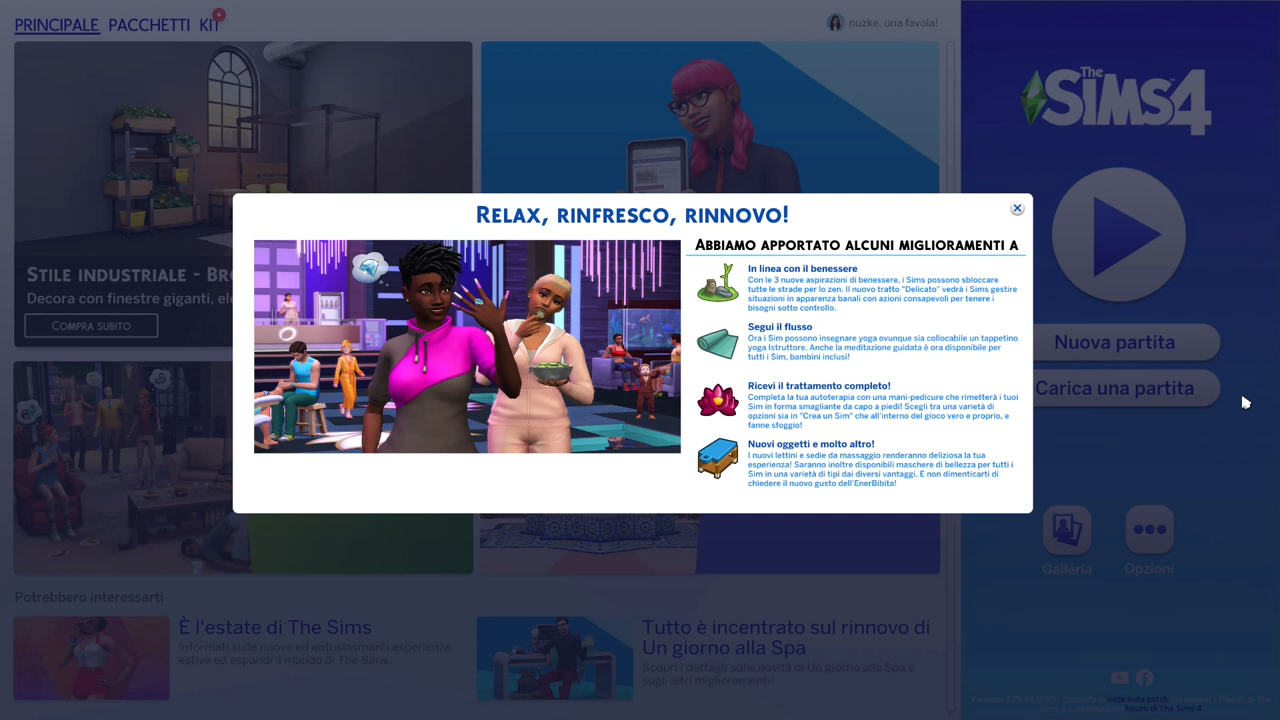 PRINCIPALE PACCHETTI KIT
nuzke, una favola!
The
SIMS4
RELAX, RINFRESCO, RINNOVO!
ABBIAMO APPORTATO ALCUNI MIGLIORAMENTI A
In linea con il benessere
Con le 3 nuove aspirazioni di benessere, i Sims possono sbloccare
tutte le strade per lo zen. Il nuovo tratto "Delicato" vedrà i Sims gestire
situazioni in apparenza banali con azioni consapevoli per tenere i
bisogni sotto controllo.
Segui il flusso
Ora i Sim possono insegnare yoga ovunque sia collocabile un tappetino
yoga Istruttore. Anche la meditazione guidata è ora disponibile per
tutti i Sim, bambini inclusi!
Ricevi il trattamento completo!
Completa la tua autoterapia con una mani-pedicure che rimetterà i tuoi
Sim in forma smagliante da capo a piedi! Scegli tra una varietà di
opzioni sia in "Crea un Sim" che all'interno del gioco vero e proprio, e
fanne sfoggio!
Nuovi oggetti e molto altro!
I nuovi lettini e sedie da massaggio renderanno deliziosa la tua
esperienza! Saranno inoltre disponibili maschere di bellezza per tutti i
Sim in una varietà di tipi dai diversi vantaggi. E non dimenticarti di
chiedere il nuovo gusto dell'EnerBibita!
STILE INDUSTRIALE - BR
Decora con finestre giganti, ele
COMPRA SUBITO
Nuova partita
Carica una partita
Galleria
Opzioni
Potrebbero interessarti
È l'estate di The Sims
Informati sulle nuove ed entusiasmanti esperienze
estive ed espandi il mondo di The Sims.
Tutto è incentrato sul rinnovo di
Un giorno alla Spa
Scopri i dettagli sulle novità di Un giorno alla Spa e
sugli altri miglioramenti!
note sulla patch
forum di The Sims 4